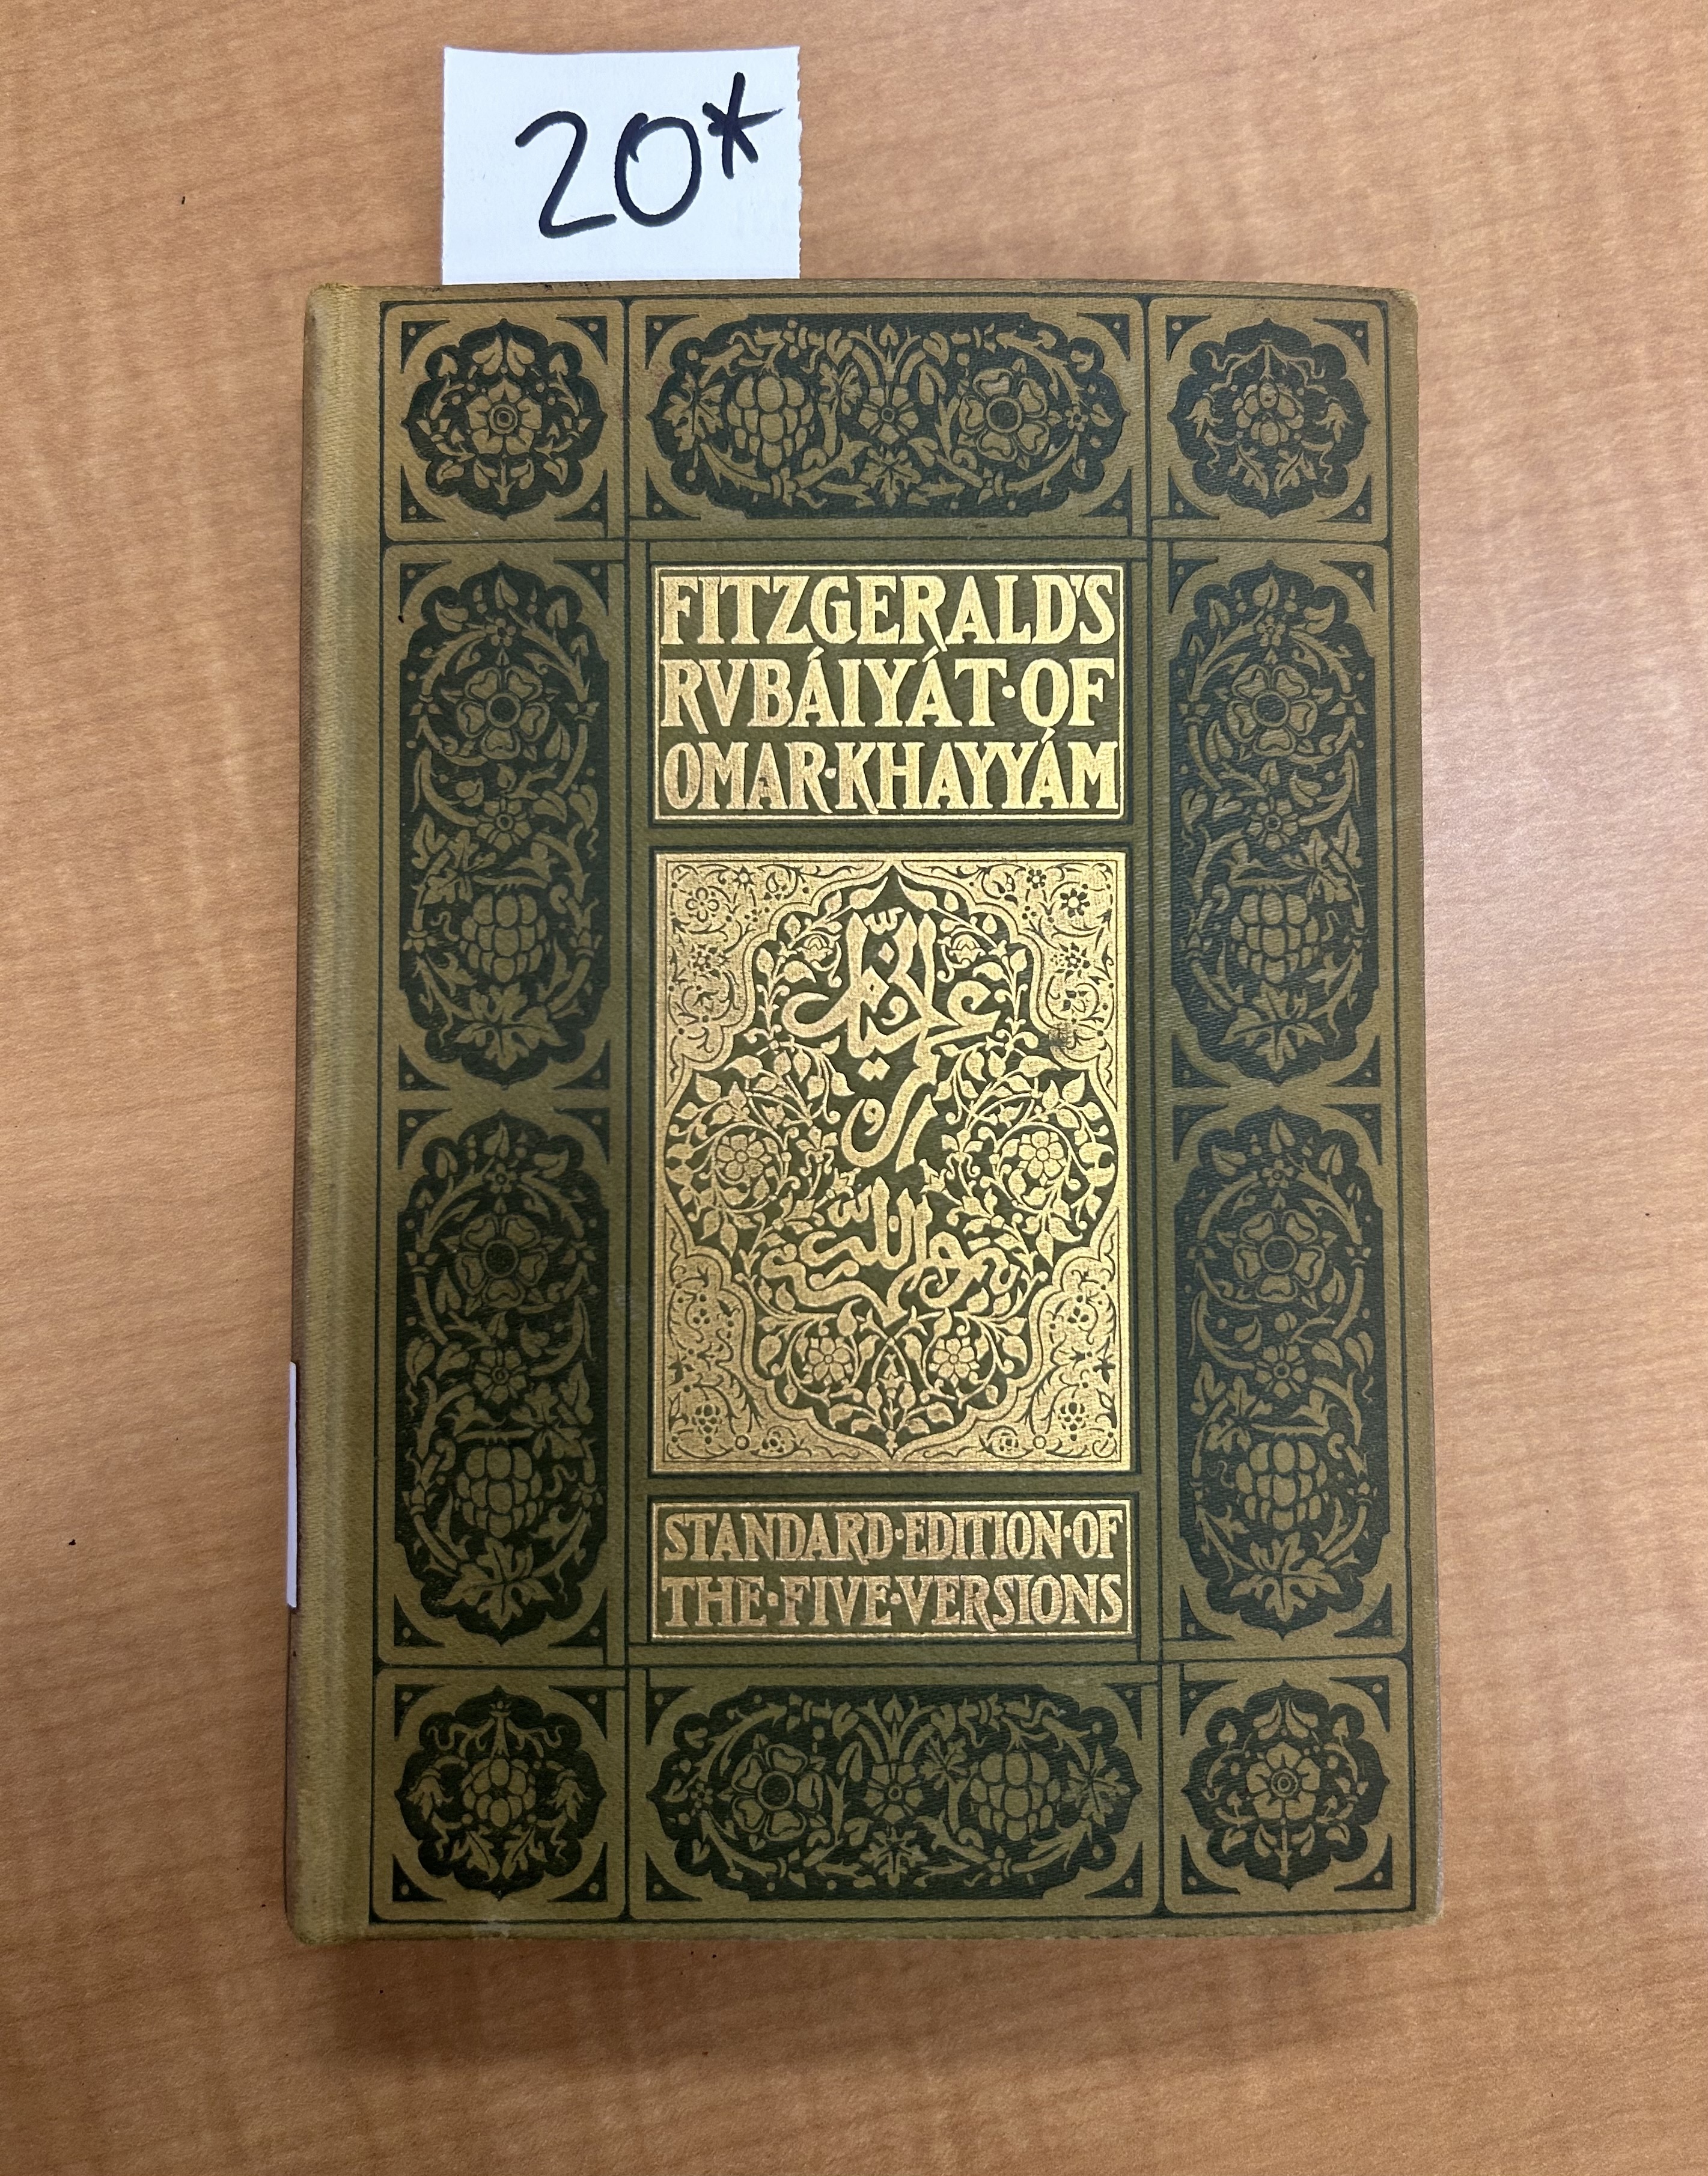 20*
FITZGERALD'S
RVBÁIYÁT·OF
OMAR·KHAYYÁM
STANDARD·EDITION·OF
THE·FIVE·VERSIONS